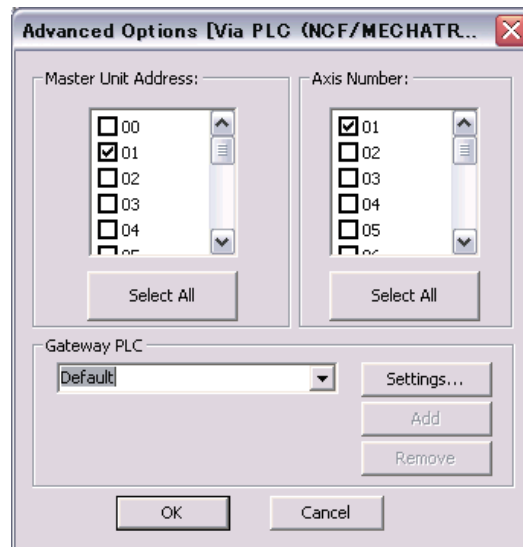 Advanced Options [Via PLC (NCF/MECHATR...
Master Unit Address:
00
01
02
03
04
Select All
Axis Number:
01
02
03
04
05
Select All
Gateway PLC
Default
Settings...
Add
Remove
OK
Cancel